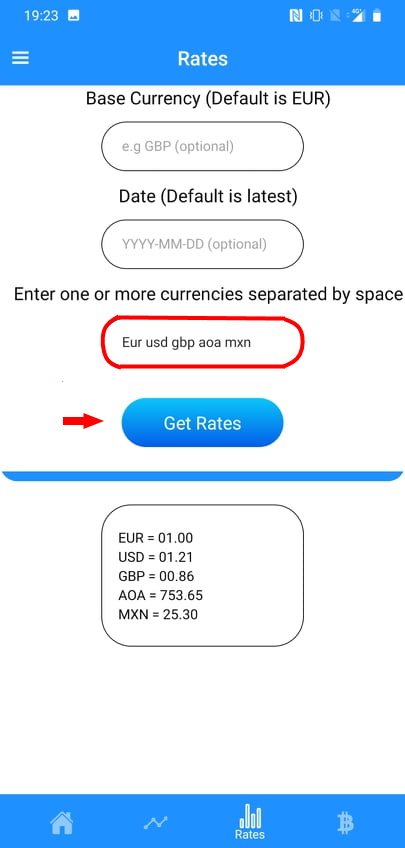 19:23
4G
Rates
Base Currency (Default is EUR)
e.g GBP (optional)
Date (Default is latest)
YYYY-MM-DD (optional)
Enter one or more currencies separated by space
Eur usd gbp aoa mxn
Get Rates
EUR = 01.00
USD = 01.21
GBP = 00.86
AOA = 753.65
MXN = 25.30
Rates